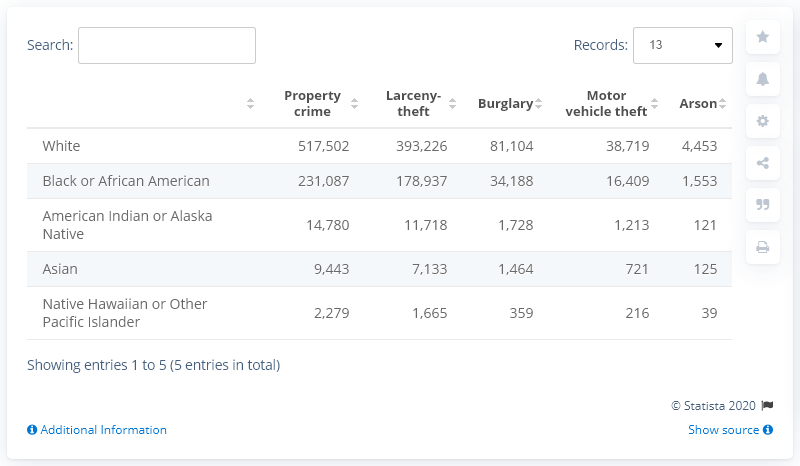 Search:
Records: 13
Property crime Larceny-theft Burglary Motor vehicle theft Arson
White 517,502 393,226 81,104 38,719 4,453
Black or African American 231,087 178,937 34,188 16,409 1,553
American Indian or Alaska Native 14,780 11,718 1,728 1,213 121
Asian 9,443 7,133 1,464 721 125
Native Hawaiian or Other Pacific Islander 2,279 1,665 359 216 39
Showing entries 1 to 5 (5 entries in total)
© Statista 2020
Additional Information
Show source